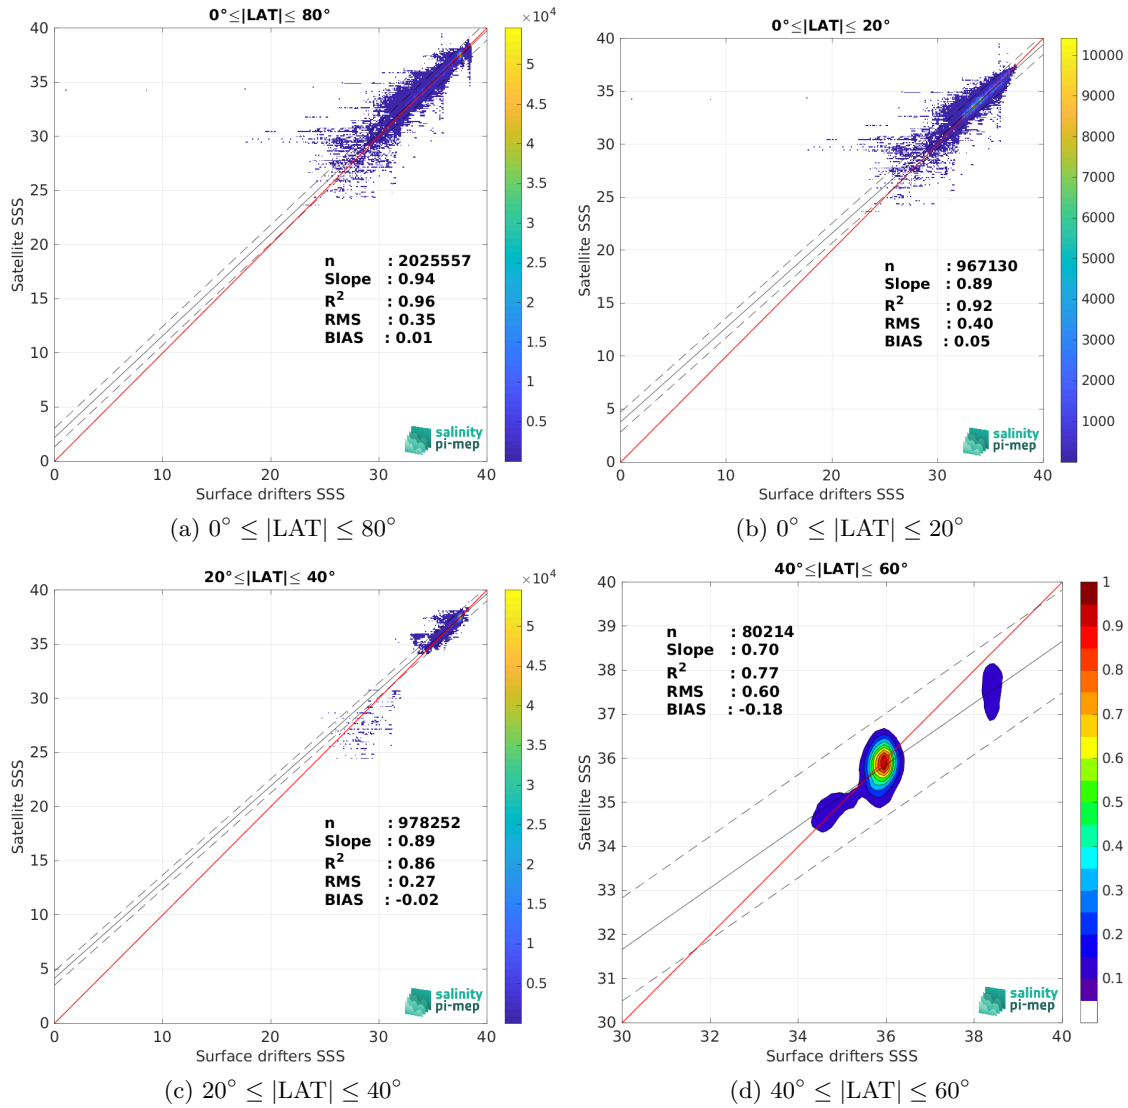 0°≤|LAT|≤ 80°
×10⁴
40
35
30
25
20
15
10
5
0
Satellite SSS
n : 2025557
Slope : 0.94
R² : 0.96
RMS : 0.35
BIAS : 0.01
salinity
pi-mep
0 10 20 30 40
Surface drifters SSS
5
4.5
4
3.5
3
2.5
2
1.5
1
0.5
(a) 0° ≤ |LAT| ≤ 80°
0°≤|LAT|≤ 20°
40
35
30
25
20
15
10
5
0
Satellite SSS
n : 967130
Slope : 0.89
R² : 0.92
RMS : 0.40
BIAS : 0.05
salinity
pi-mep
0 10 20 30 40
Surface drifters SSS
10000
9000
8000
7000
6000
5000
4000
3000
2000
1000
(b) 0° ≤ |LAT| ≤ 20°
20°≤|LAT|≤ 40°
×10⁴
40
35
30
25
20
15
10
5
0
Satellite SSS
n : 978252
Slope : 0.89
R² : 0.86
RMS : 0.27
BIAS : -0.02
salinity
pi-mep
0 10 20 30 40
Surface drifters SSS
5
4.5
4
3.5
3
2.5
2
1.5
1
0.5
(c) 20° ≤ |LAT| ≤ 40°
40°≤|LAT|≤ 60°
40
39
38
37
36
35
34
33
32
31
30
Satellite SSS
n : 80214
Slope : 0.70
R² : 0.77
RMS : 0.60
BIAS : -0.18
salinity
pi-mep
30 32 34 36 38 40
Surface drifters SSS
1
0.9
0.8
0.7
0.6
0.5
0.4
0.3
0.2
0.1
(d) 40° ≤ |LAT| ≤ 60°